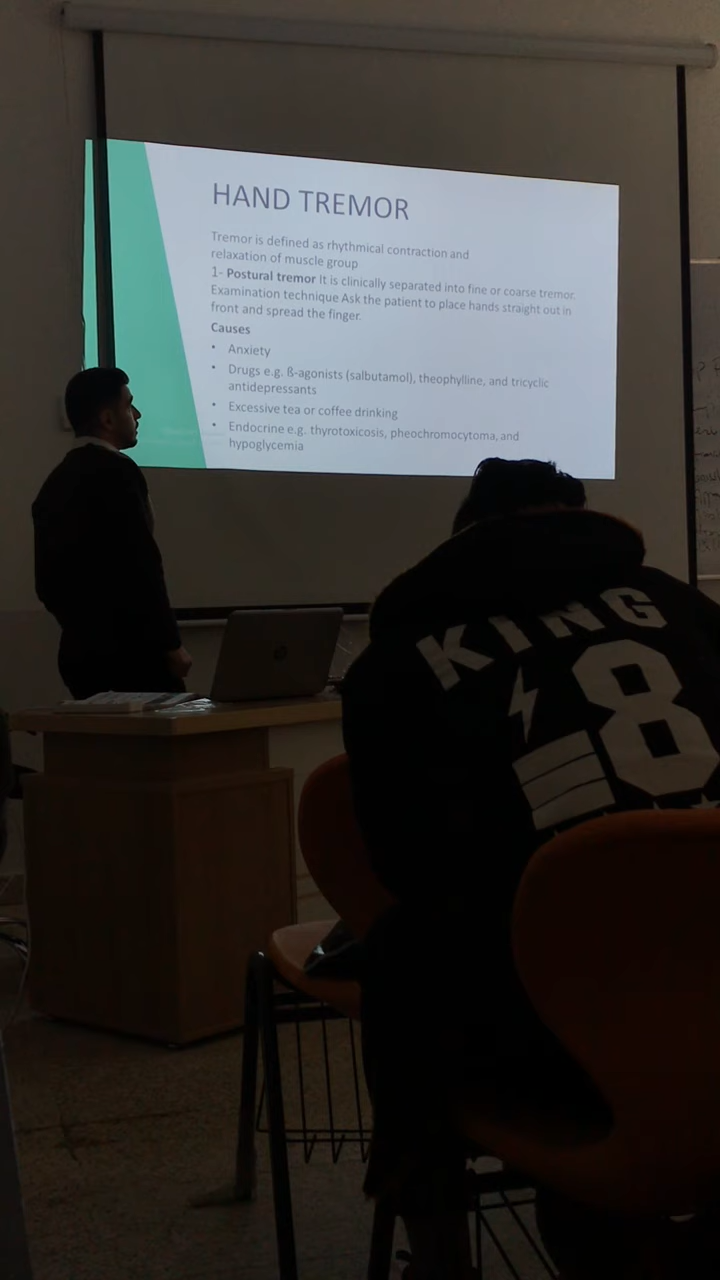 HAND TREMOR
Tremor is defined as rhythmical contraction and
relaxation of muscle group
1- Postural tremor It is clinically separated into fine or coarse tremor.
Examination technique Ask the patient to place hands straight out in
front and spread the finger.
Causes
• Anxiety
• Drugs e.g. ß-agonists (salbutamol), theophylline, and tricyclic
antidepressants
• Excessive tea or coffee drinking
• Endocrine e.g. thyrotoxicosis, pheochromocytoma, and
hypoglycemia
KING
8